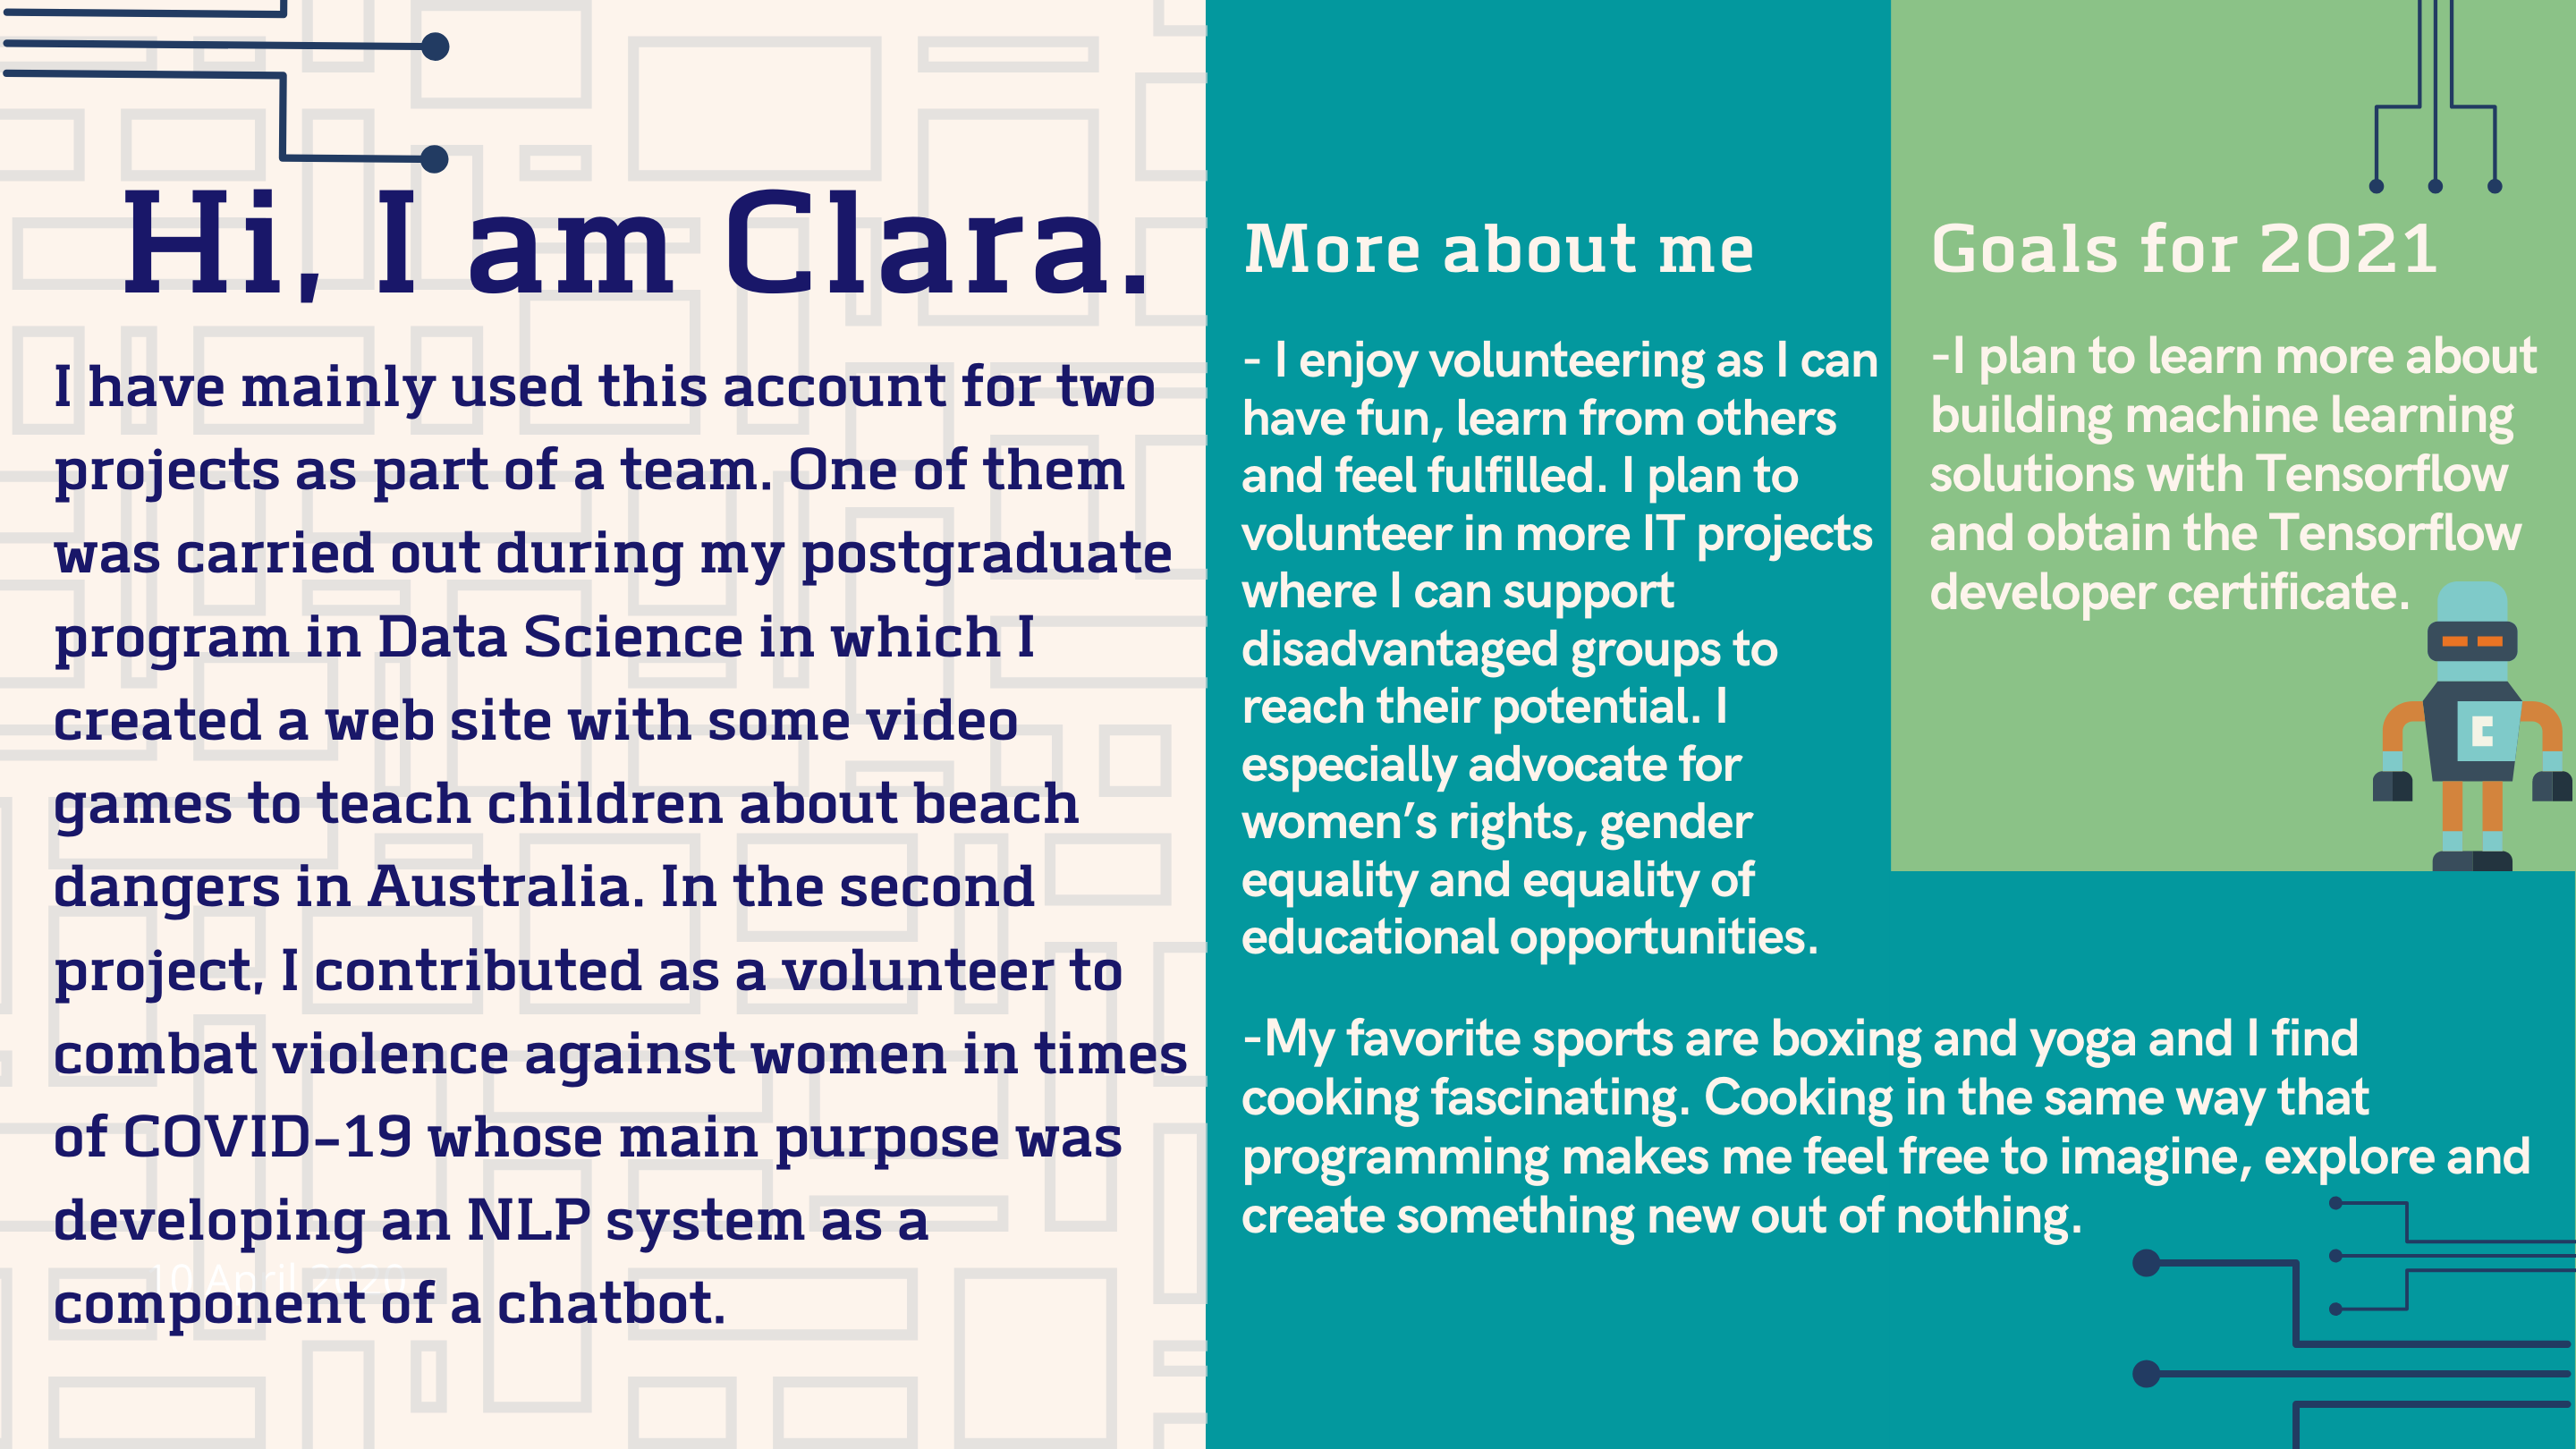 Hi, I am Clara.
I have mainly used this account for two
projects as part of a team. One of them
was carried out during my postgraduate
program in Data Science in which I
created a web site with some video
games to teach children about beach
dangers in Australia. In the second
project, I contributed as a volunteer to
combat violence against women in times
of COVID-19 whose main purpose was
developing an NLP system as a
10 April 2020
component of a chatbot.
More about me
- I enjoy volunteering as I can
have fun, learn from others
and feel fulfilled. I plan to
volunteer in more IT projects
where I can support
disadvantaged groups to
reach their potential. I
especially advocate for
women's rights, gender
equality and equality of
educational opportunities.
-My favorite sports are boxing and yoga and I find
cooking fascinating. Cooking in the same way that
programming makes me feel free to imagine, explore and
create something new out of nothing.
Goals for 2021
-I plan to learn more about
building machine learning
solutions with Tensorflow
and obtain the Tensorflow
developer certificate.